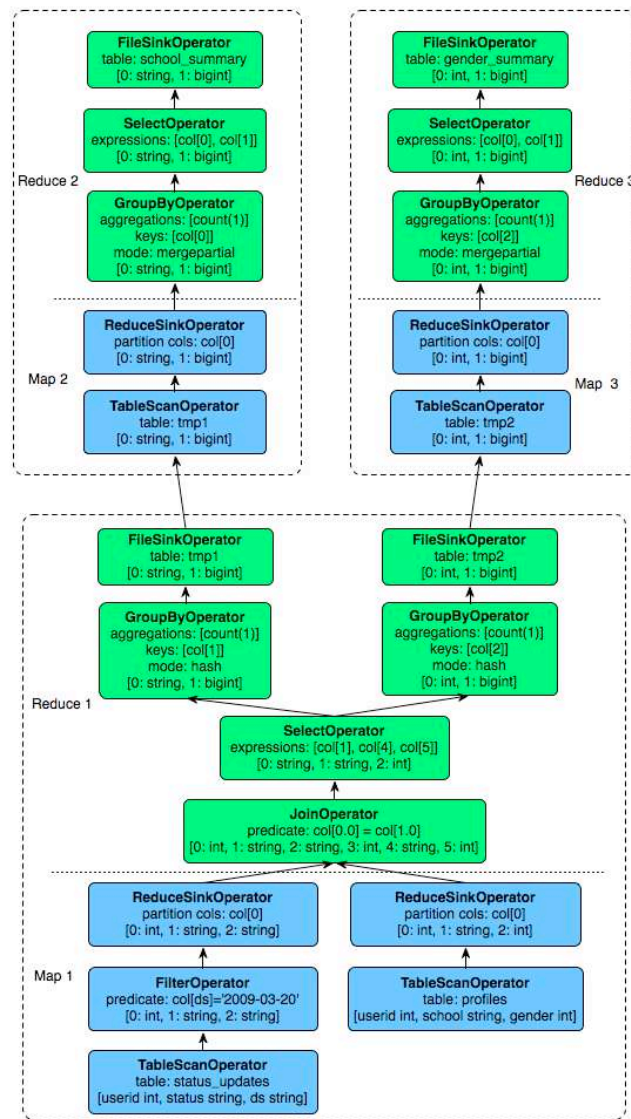 FileSinkOperator
table: school_summary
[0: string, 1: bigint]
SelectOperator
expressions: [col[0], col[1]]
[0: string, 1: bigint]
Reduce 2
GroupByOperator
aggregations: [count(1)]
keys: [col[0]]
mode: mergepartial
[0: string, 1: bigint]
ReduceSinkOperator
partition cols: col[0]
[0: string, 1: bigint]
Map 2
TableScanOperator
table: tmp1
[0: string, 1: bigint]
FileSinkOperator
table: gender_summary
[0: int, 1: bigint]
SelectOperator
expressions: [col[0], col[1]]
[0: int, 1: bigint]
Reduce 3
GroupByOperator
aggregations: [count(1)]
keys: [col[2]]
mode: mergepartial
[0: int, 1: bigint]
ReduceSinkOperator
partition cols: col[0]
[0: int, 1: bigint]
Map 3
TableScanOperator
table: tmp2
[0: int, 1: bigint]
FileSinkOperator
table: tmp1
[0: string, 1: bigint]
FileSinkOperator
table: tmp2
[0: int, 1: bigint]
GroupByOperator
aggregations: [count(1)]
keys: [col[1]]
mode: hash
[0: string, 1: bigint]
GroupByOperator
aggregations: [count(1)]
keys: [col[2]]
mode: hash
[0: int, 1: bigint]
Reduce 1
SelectOperator
expressions: [col[1], col[4], col[5]]
[0: string, 1: string, 2: int]
JoinOperator
predicate: col[0.0] = col[1.0]
[0: int, 1: string, 2: string, 3: int, 4: string, 5: int]
ReduceSinkOperator
partition cols: col[0]
[0: int, 1: string, 2: string]
ReduceSinkOperator
partition cols: col[0]
[0: int, 1: string, 2: int]
Map 1
FilterOperator
predicate: col[ds]='2009-03-20'
[0: int, 1: string, 2: string]
TableScanOperator
table: profiles
[userid int, school string, gender int]
TableScanOperator
table: status_updates
[userid int, status string, ds string]